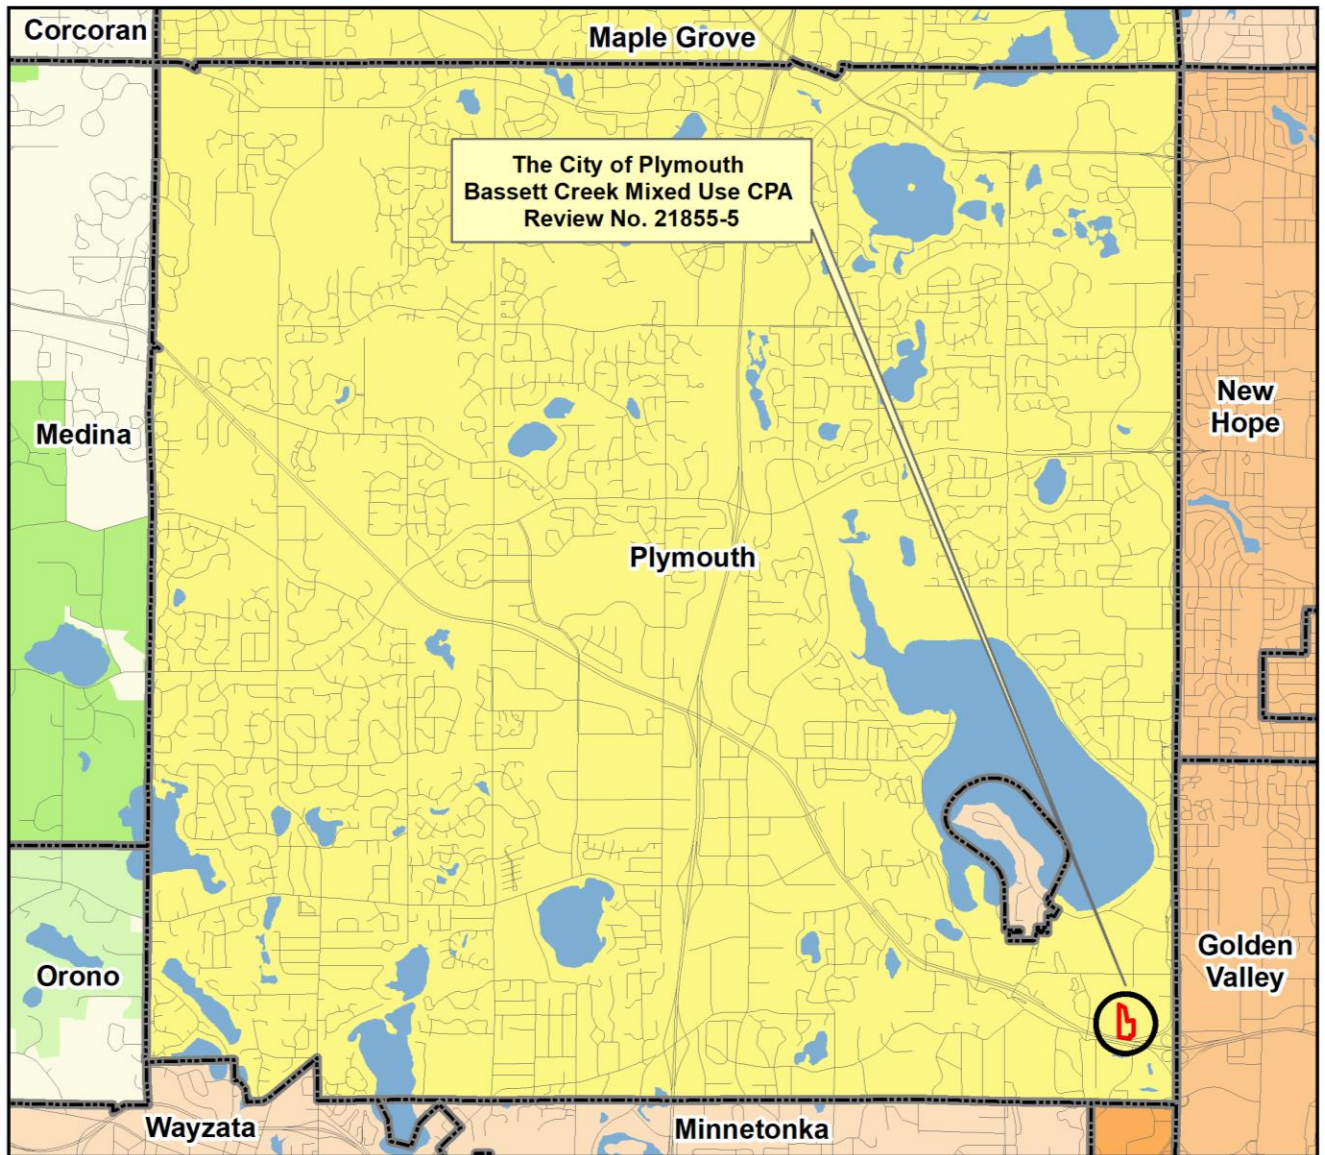 Corcoran
Maple Grove
The City of Plymouth
Bassett Creek Mixed Use CPA
Review No. 21855-5
New
Hope
Medina
Plymouth
Golden
Valley
Orono
Wayzata
Minnetonka